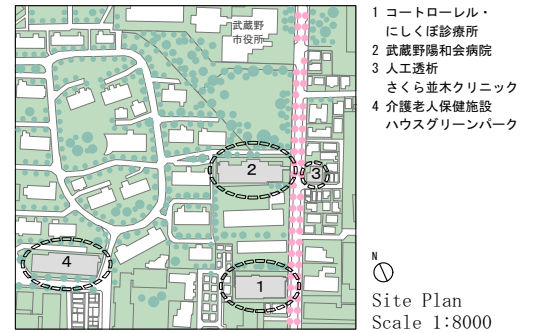 武蔵野
市役所
2
3
4
1
1 コートローレル・
にしくぼ診療所
2 武蔵野陽和会病院
3 人工透析
さくら並木クリニック
4 介護老人保健施設
ハウスグリーンパーク
N
Site Plan
Scale 1:8000